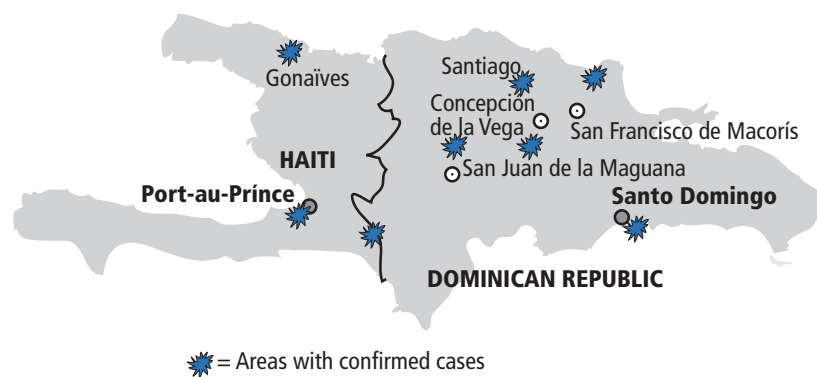 Gonaïves
Santiago
Concepción
de la Vega
San Francisco de Macorís
HAITI
San Juan de la Maguana
Port-au-Prínce
Santo Domingo
DOMINICAN REPUBLIC
= Areas with confirmed cases